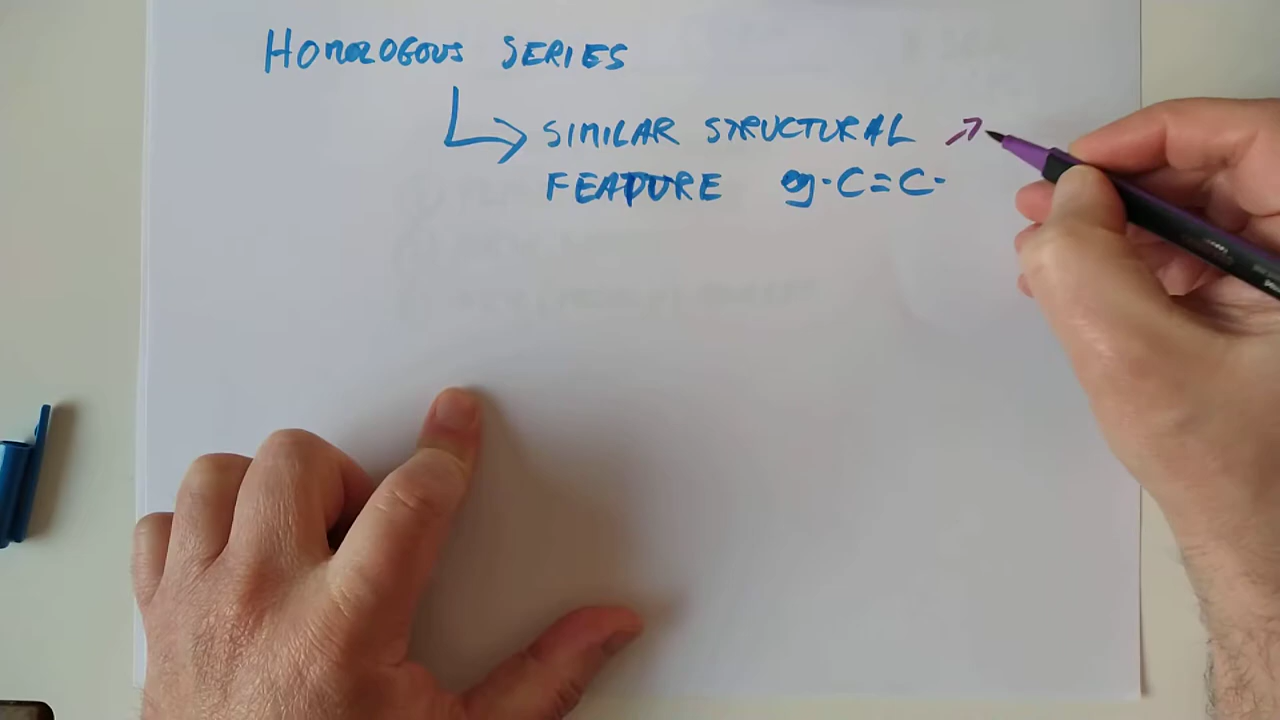 HOMOLOGOUS SERIES
SIMILAR STRUCTURAL
FEATURE eg -C=C-